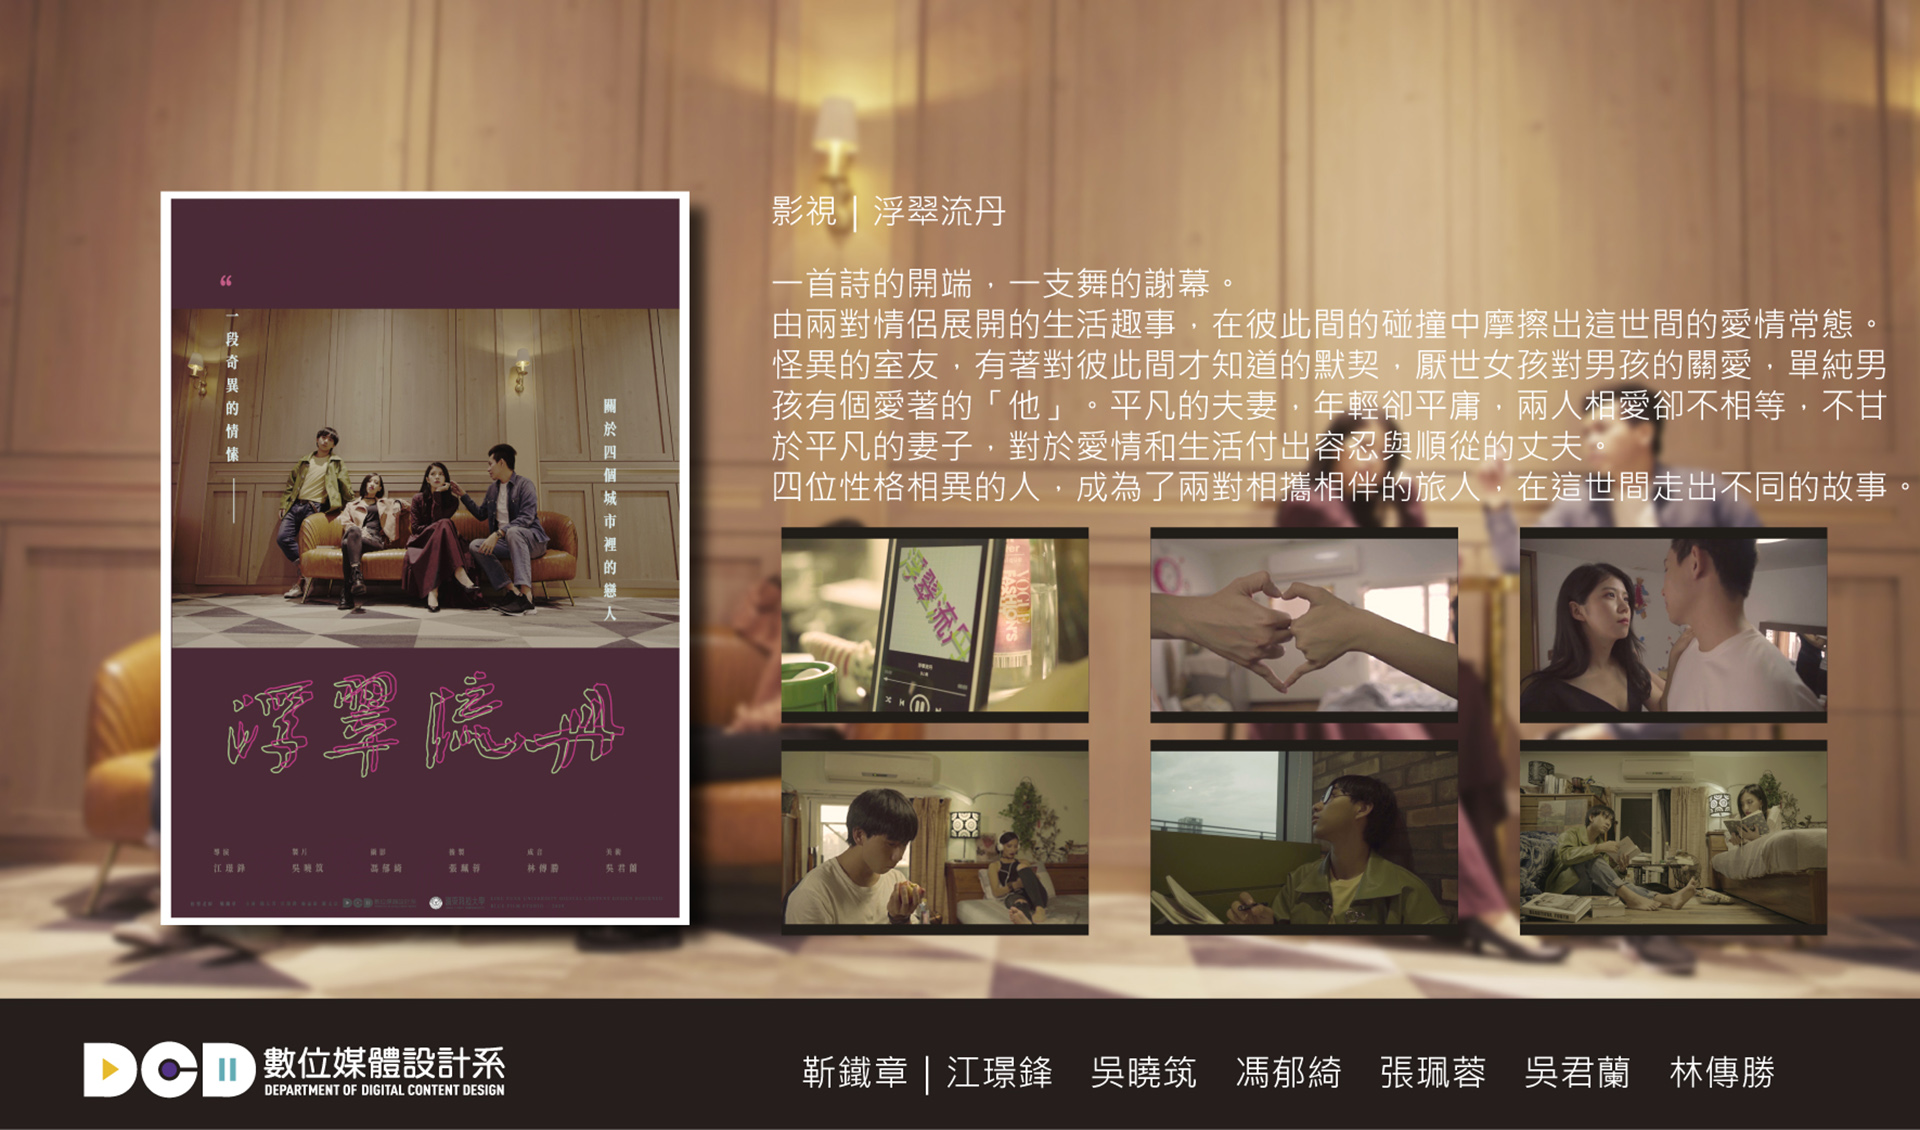 影視｜浮翠流丹
一首詩的開端，一支舞的謝幕。
由兩對情侶展開的生活趣事，在彼此間的碰撞中摩擦出這世間的愛情常態。
怪異的室友，有著對彼此間才知道的默契，厭世女孩對男孩的關愛，單純男
孩有個愛著的「他」。平凡的夫妻，年輕卻平庸，兩人相愛卻不相等，不甘
於平凡的妻子，對於愛情和生活付出容忍與順從的丈夫。
四位性格相異的人，成為了兩對相攜相伴的旅人，在這世間走出不同的故事。
“
一段奇異的情愫——
關於四個城市裡的戀人
浮翠流丹
導演 製片 攝影 後製 成音 美術
江璟鋒 吳曉筑 馮郁綺 張珮蓉 林傳勝 吳君蘭
DCD 數位媒體設計系
DEPARTMENT OF DIGITAL CONTENT DESIGN
靳鐵章｜江璟鋒 吳曉筑 馮郁綺 張珮蓉 吳君蘭 林傳勝